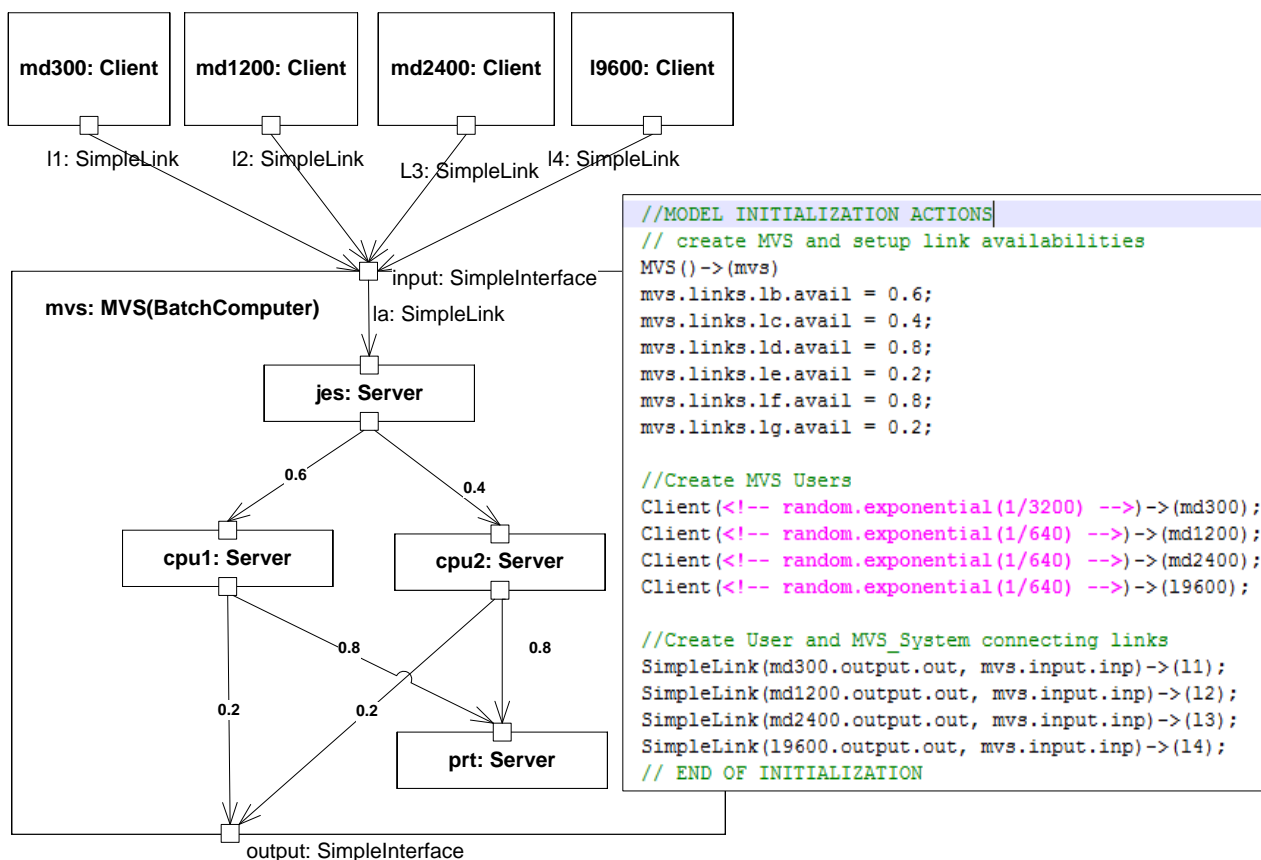 md300: Client
md1200: Client
md2400: Client
l9600: Client
l1: SimpleLink
l2: SimpleLink
L3: SimpleLink
l4: SimpleLink
input: SimpleInterface
mvs: MVS(BatchComputer)
la: SimpleLink
jes: Server
0.6
0.4
cpu1: Server
cpu2: Server
0.8
0.8
0.2
0.2
prt: Server
output: SimpleInterface
//MODEL INITIALIZATION ACTIONS
// create MVS and setup link availabilities
MVS()->(mvs)
mvs.links.lb.avail = 0.6;
mvs.links.lc.avail = 0.4;
mvs.links.ld.avail = 0.8;
mvs.links.le.avail = 0.2;
mvs.links.lf.avail = 0.8;
mvs.links.lg.avail = 0.2;
//Create MVS Users
Client(<!-- random.exponential(1/3200) -->)->(md300);
Client(<!-- random.exponential(1/640) -->)->(md1200);
Client(<!-- random.exponential(1/640) -->)->(md2400);
Client(<!-- random.exponential(1/640) -->)->(l9600);
//Create User and MVS_System connecting links
SimpleLink(md300.output.out, mvs.input.inp)->(l1);
SimpleLink(md1200.output.out, mvs.input.inp)->(l2);
SimpleLink(md2400.output.out, mvs.input.inp)->(l3);
SimpleLink(l9600.output.out, mvs.input.inp)->(l4);
// END OF INITIALIZATION